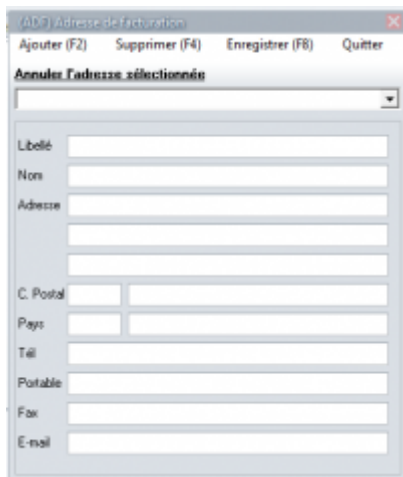 (ADF) Adresse de facturation
Ajouter (F2) Supprimer (F4) Enregistrer (F8) Quitter
Annuler l'adresse sélectionnée
Libellé
Nom
Adresse
C. Postal
Pays
Tél
Portable
Fax
E-mail